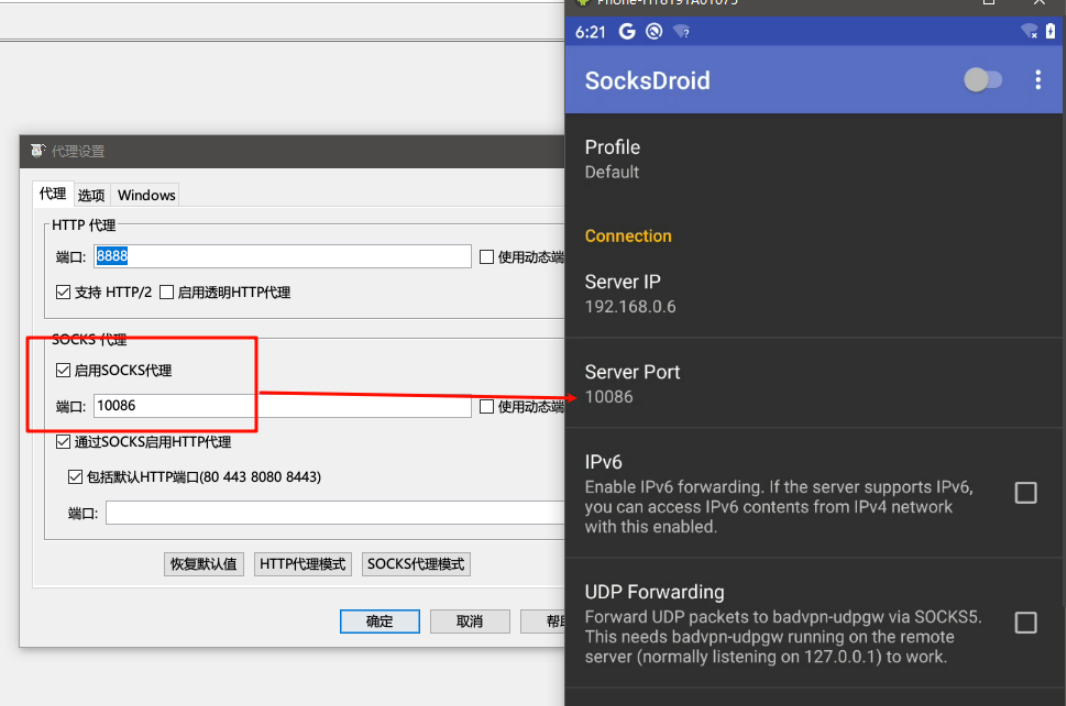 代理设置
代理 选项 Windows
HTTP 代理
端口: 8888 使用动态端
支持 HTTP/2 启用透明HTTP代理
SOCKS 代理
启用SOCKS代理
端口: 10086 使用动态端
通过SOCKS启用HTTP代理
包括默认HTTP端口(80 443 8080 8443)
端口:
恢复默认值 HTTP代理模式 SOCKS代理模式
确定 取消 帮
6:21
SocksDroid
Profile
Default
Connection
Server IP
192.168.0.6
Server Port
10086
IPv6
Enable IPv6 forwarding. If the server supports IPv6,
you can access IPv6 contents from IPv4 network
with this enabled.
UDP Forwarding
Forward UDP packets to badvpn-udpgw via SOCKS5.
This needs badvpn-udpgw running on the remote
server (normally listening on 127.0.0.1) to work.